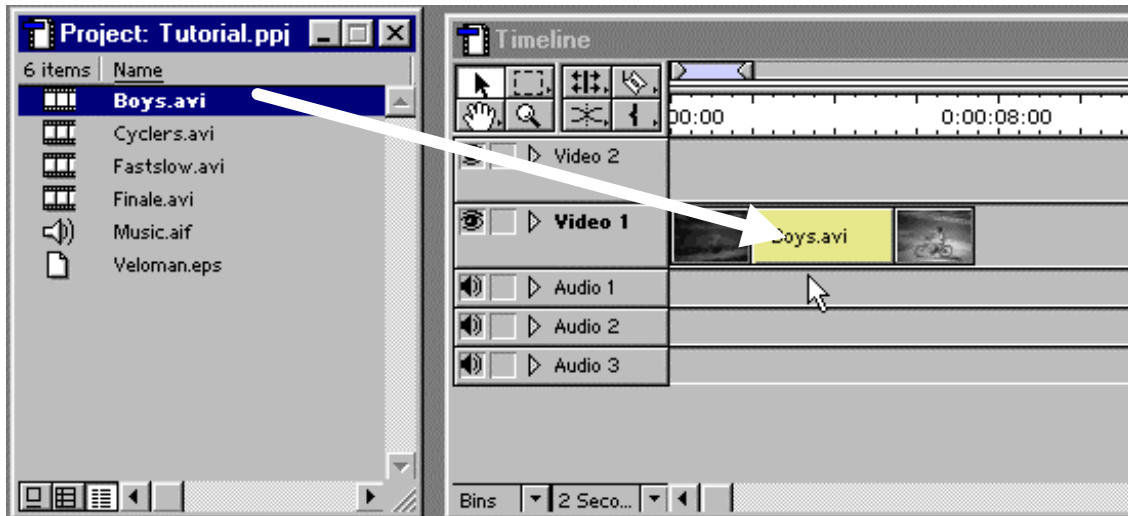 Project: Tutorial.ppj
6 items Name
Boys.avi
Cyclers.avi
Fastslow.avi
Finale.avi
Music.aif
Veloman.eps
Timeline
00:00 0:00:08:00
Video 2
Video 1
Boys.avi
Audio 1
Audio 2
Audio 3
Bins 2 Seco...